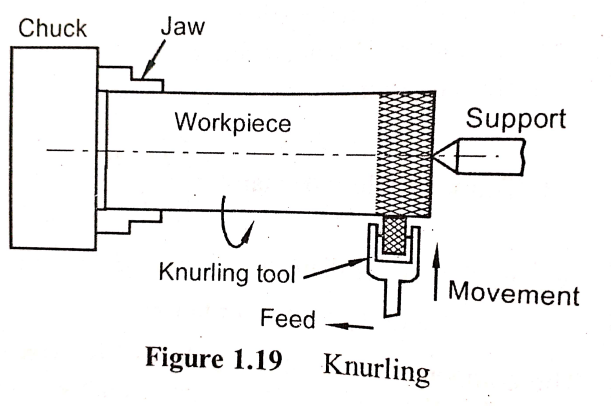 Chuck
Jaw
Workpiece
Support
Knurling tool
Movement
Feed
Figure 1.19 Knurling